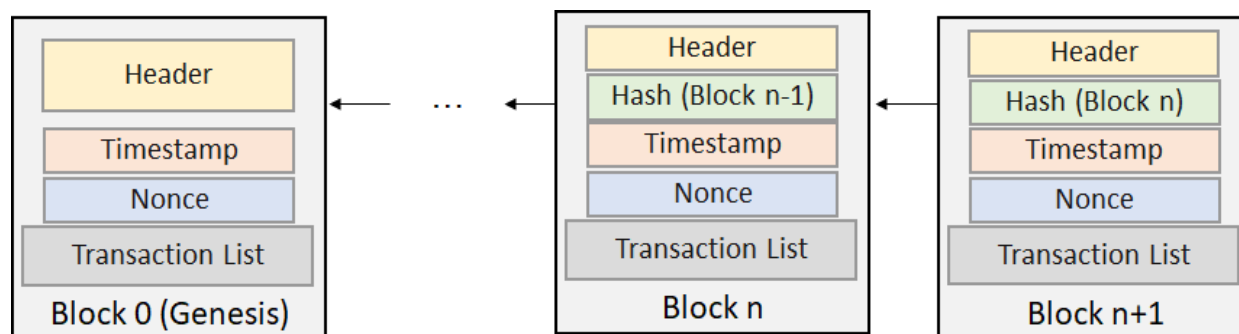 Header
Timestamp
Nonce
Transaction List
Block 0 (Genesis)
...
Header
Hash (Block n-1)
Timestamp
Nonce
Transaction List
Block n
Header
Hash (Block n)
Timestamp
Nonce
Transaction List
Block n+1